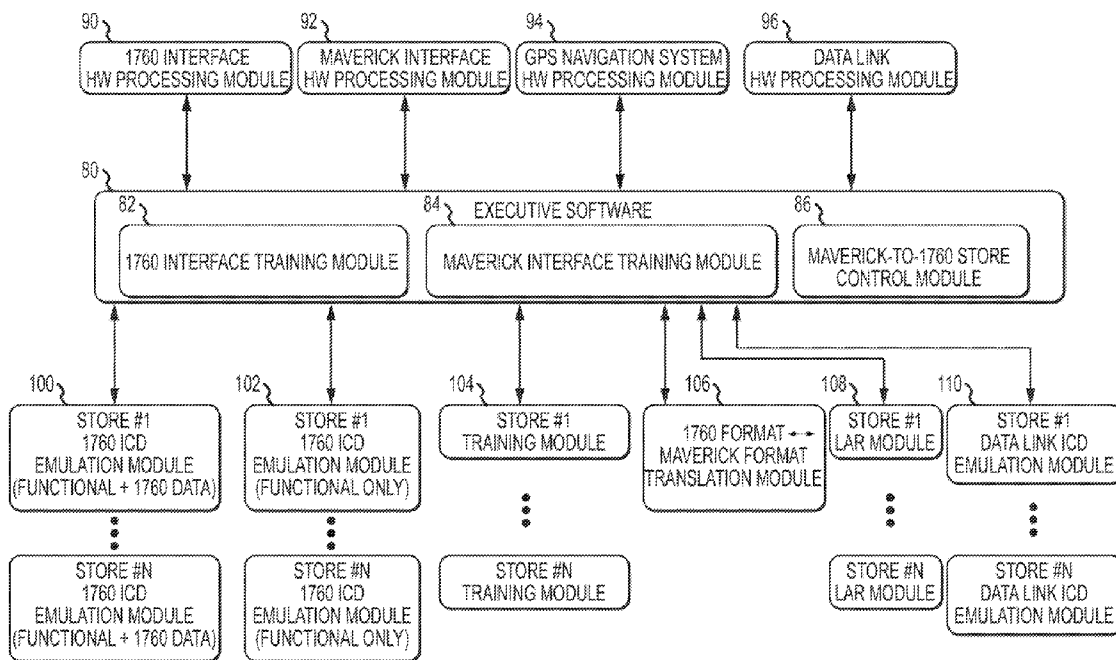 90
1760 INTERFACE
HW PROCESSING MODULE
92
MAVERICK INTERFACE
HW PROCESSING MODULE
94
GPS NAVIGATION SYSTEM
HW PROCESSING MODULE
96
DATA LINK
HW PROCESSING MODULE
80
EXECUTIVE SOFTWARE
82
1760 INTERFACE TRAINING MODULE
84
MAVERICK INTERFACE TRAINING MODULE
86
MAVERICK-TO-1760 STORE
CONTROL MODULE
100
STORE #1
1760 ICD
EMULATION MODULE
(FUNCTIONAL + 1760 DATA)
STORE #N
1760 ICD
EMULATION MODULE
(FUNCTIONAL + 1760 DATA)
102
STORE #1
1760 ICD
EMULATION MODULE
(FUNCTIONAL ONLY)
STORE #N
1760 ICD
EMULATION MODULE
(FUNCTIONAL ONLY)
104
STORE #1
TRAINING MODULE
STORE #N
TRAINING MODULE
106
1760 FORMAT ↔
MAVERICK FORMAT
TRANSLATION MODULE
108
STORE #1
LAR MODULE
STORE #N
LAR MODULE
110
STORE #1
DATA LINK ICD
EMULATION MODULE
STORE #N
DATA LINK ICD
EMULATION MODULE